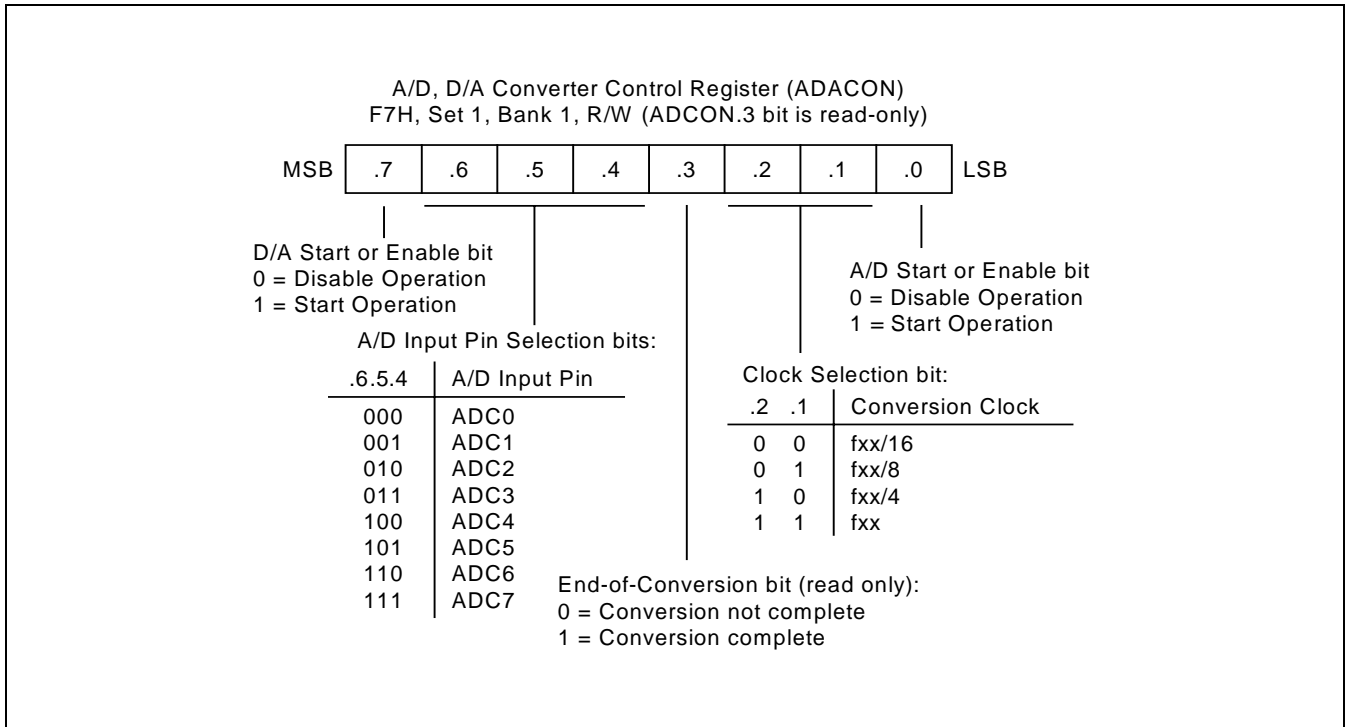 A/D, D/A Converter Control Register (ADACON)
F7H, Set 1, Bank 1, R/W (ADCON.3 bit is read-only)
MSB .7 .6 .5 .4 .3 .2 .1 .0 LSB
D/A Start or Enable bit
0 = Disable Operation
1 = Start Operation
A/D Start or Enable bit
0 = Disable Operation
1 = Start Operation
A/D Input Pin Selection bits:
.6.5.4 A/D Input Pin
000 ADC0
001 ADC1
010 ADC2
011 ADC3
100 ADC4
101 ADC5
110 ADC6
111 ADC7
Clock Selection bit:
.2 .1 Conversion Clock
0 0 fxx/16
0 1 fxx/8
1 0 fxx/4
1 1 fxx
End-of-Conversion bit (read only):
0 = Conversion not complete
1 = Conversion complete